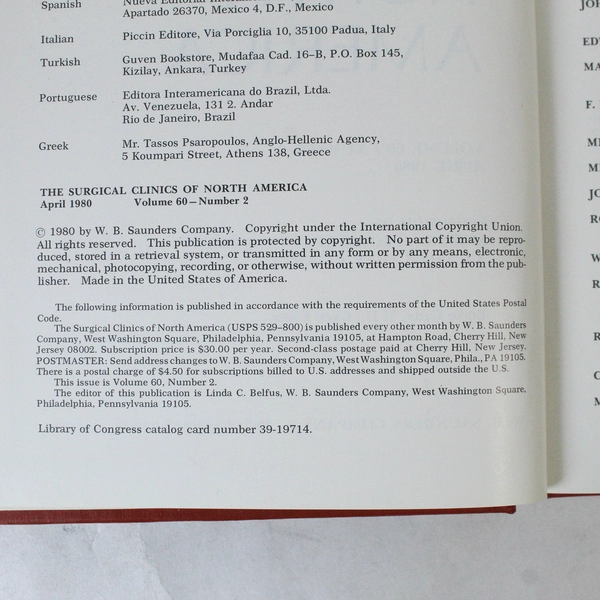 Spanish
Apartado 26370, Mexico 4, D.F., Mexico
Italian Piccin Editore, Via Porciglio 10, 35100 Padua, Italy
Turkish Guven Bookstore, Mudafaa Cad. 16–B, P.O. Box 145,
Kizilay, Ankara, Turkey
Portuguese Editora Interamericana do Brazil, Ltda.
Av. Venezuela, 131 2. Andar
Rio de Janeiro, Brazil
Greek Mr. Tassos Psaropoulos, Anglo-Hellenic Agency,
5 Koumpari Street, Athens 138, Greece
THE SURGICAL CLINICS OF NORTH AMERICA
April 1980 Volume 60—Number 2
© 1980 by W. B. Saunders Company. Copyright under the International Copyright Union.
All rights reserved. This publication is protected by copyright. No part of it may be repro-
duced, stored in a retrieval system, or transmitted in any form or by any means, electronic,
mechanical, photocopying, recording, or otherwise, without written permission from the pub-
lisher. Made in the United States of America.
The following information is published in accordance with the requirements of the United States Postal
Code.
The Surgical Clinics of North America (USPS 529–800) is published every other month by W. B. Saunders
Company, West Washington Square, Philadelphia, Pennsylvania 19105, at Hampton Road, Cherry Hill, New
Jersey 08002. Subscription price is $30.00 per year. Second-class postage paid at Cherry Hill, New Jersey.
POSTMASTER: Send address changes to W. B. Saunders Company, West Washington Square, Phila., PA 19105.
There is a postal charge of $4.50 for subscriptions billed to U.S. addresses and shipped outside the U.S.
This issue is Volume 60, Number 2.
The editor of this publication is Linda C. Belfus, W. B. Saunders Company, West Washington Square,
Philadelphia, Pennsylvania 19105.
Library of Congress catalog card number 39-19714.